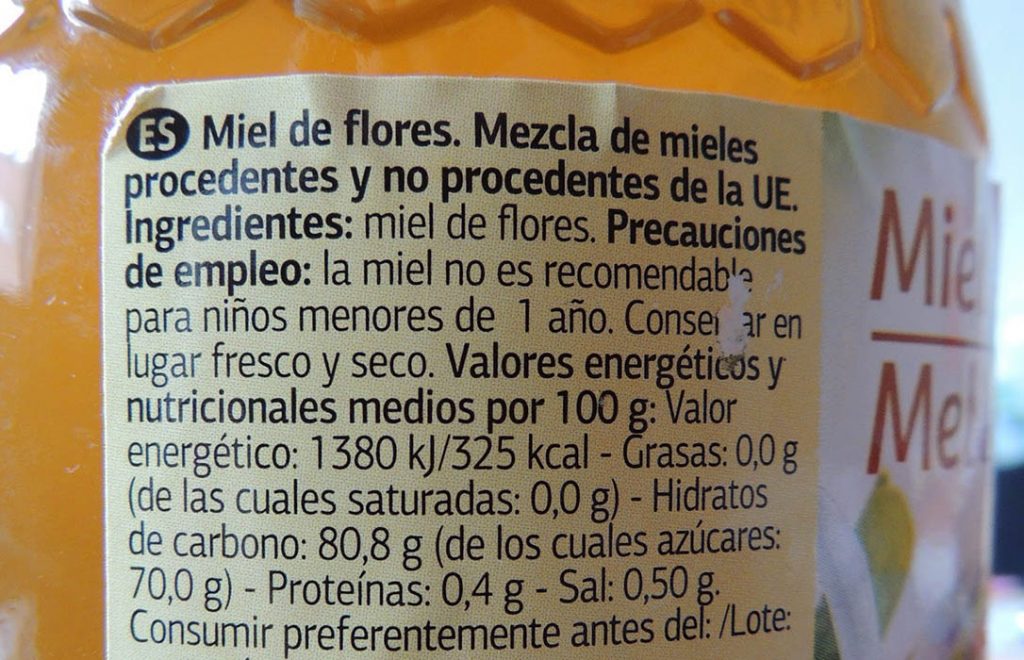 ES Miel de flores. Mezcla de mieles
procedentes y no procedentes de la UE.
Ingredientes: miel de flores. Precauciones
de empleo: la miel no es recomendable
para niños menores de 1 año. Conservar en
lugar fresco y seco. Valores energéticos y
nutricionales medios por 100 g: Valor
energético: 1380 kJ/325 kcal - Grasas: 0,0 g
(de las cuales saturadas: 0,0 g) - Hidratos
de carbono: 80,8 g (de los cuales azúcares:
70,0 g) - Proteínas: 0,4 g - Sal: 0,50 g.
Consumir preferentemente antes del: /Lote:
Mie